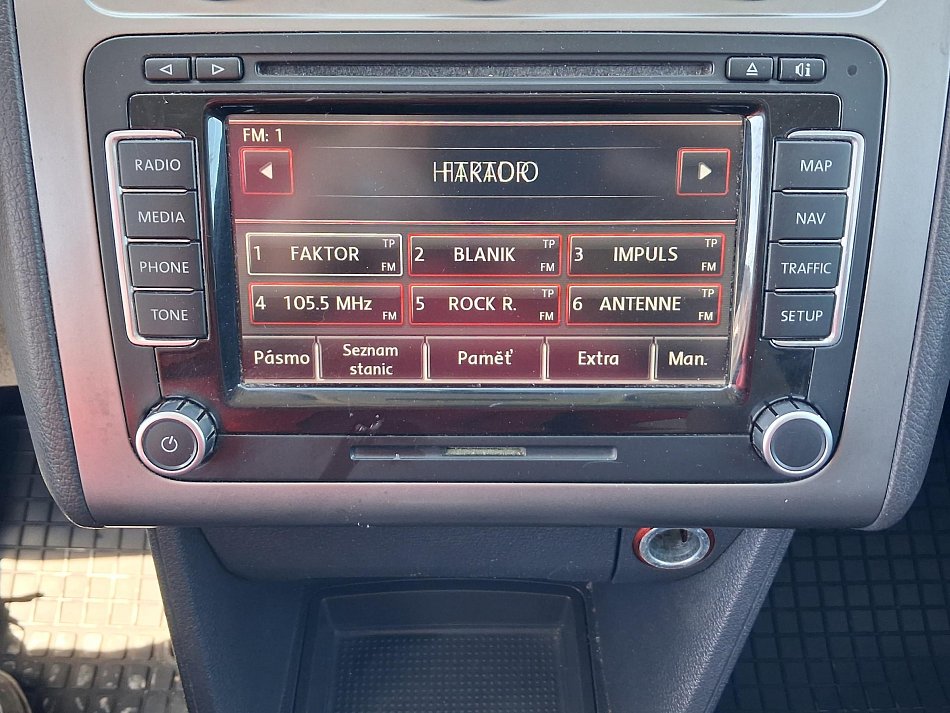 FM: 1
RADIO
MEDIA
PHONE
TONE
1 FAKTOR TP FM
2 BLANIK TP FM
3 IMPULS TP FM
4 105.5 MHz FM
5 ROCK R. TP FM
6 ANTENNE TP FM
Pásmo
Seznam
stanic
Paměť
Extra
Man.
MAP
NAV
TRAFFIC
SETUP